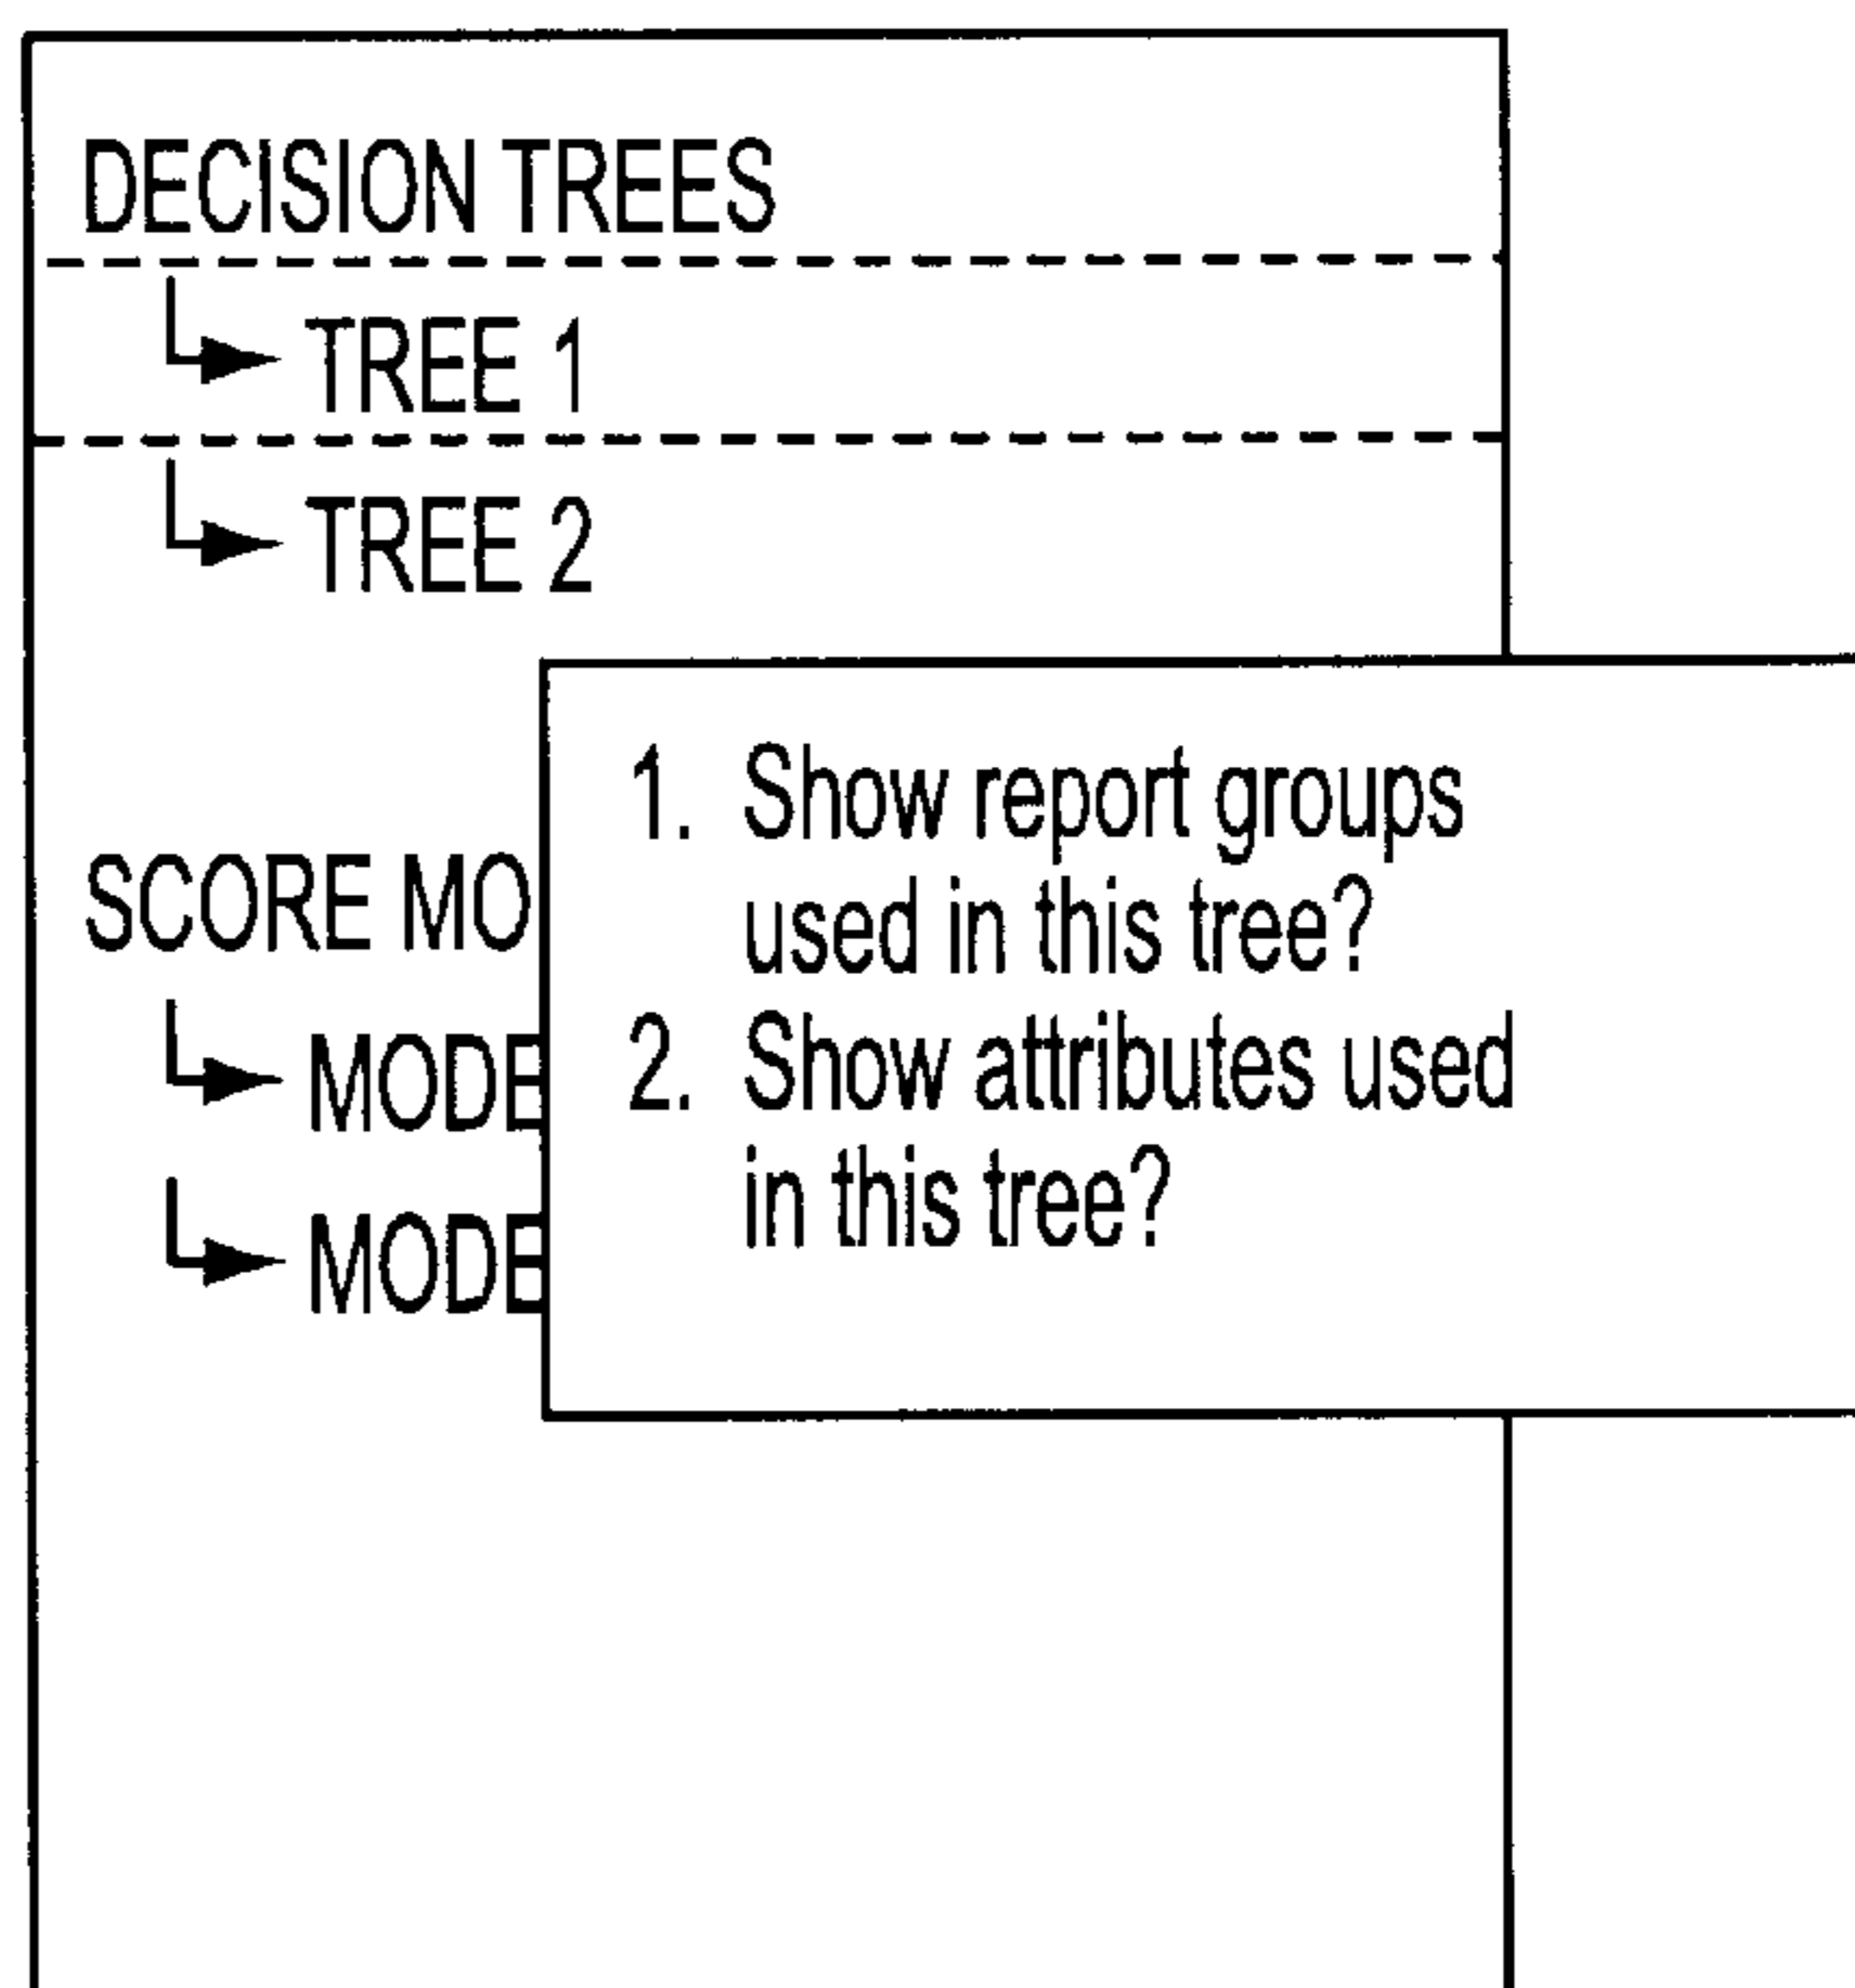 DECISION TREES
TREE 1
TREE 2
SCORE MO
MODE
MODE
1. Show report groups
used in this tree?
2. Show attributes used
in this tree?